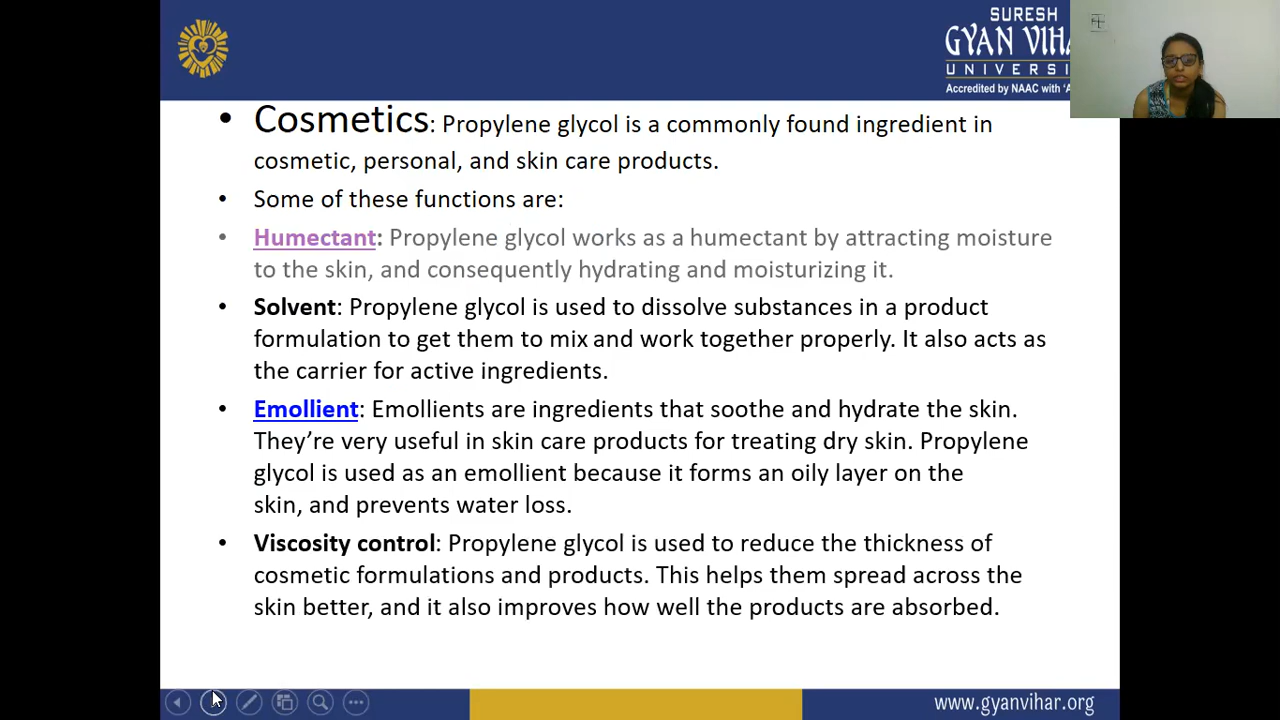 SURESH
GYAN
UNIVERSI
Accredited by NAAC with
• Cosmetics: Propylene glycol is a commonly found ingredient in
cosmetic, personal, and skin care products.
• Some of these functions are:
• Humectant: Propylene glycol works as a humectant by attracting moisture
to the skin, and consequently hydrating and moisturizing it.
• Solvent: Propylene glycol is used to dissolve substances in a product
formulation to get them to mix and work together properly. It also acts as
the carrier for active ingredients.
• Emollient: Emollients are ingredients that soothe and hydrate the skin.
They’re very useful in skin care products for treating dry skin. Propylene
glycol is used as an emollient because it forms an oily layer on the
skin, and prevents water loss.
• Viscosity control: Propylene glycol is used to reduce the thickness of
cosmetic formulations and products. This helps them spread across the
skin better, and it also improves how well the products are absorbed.
www.gyanvihar.org